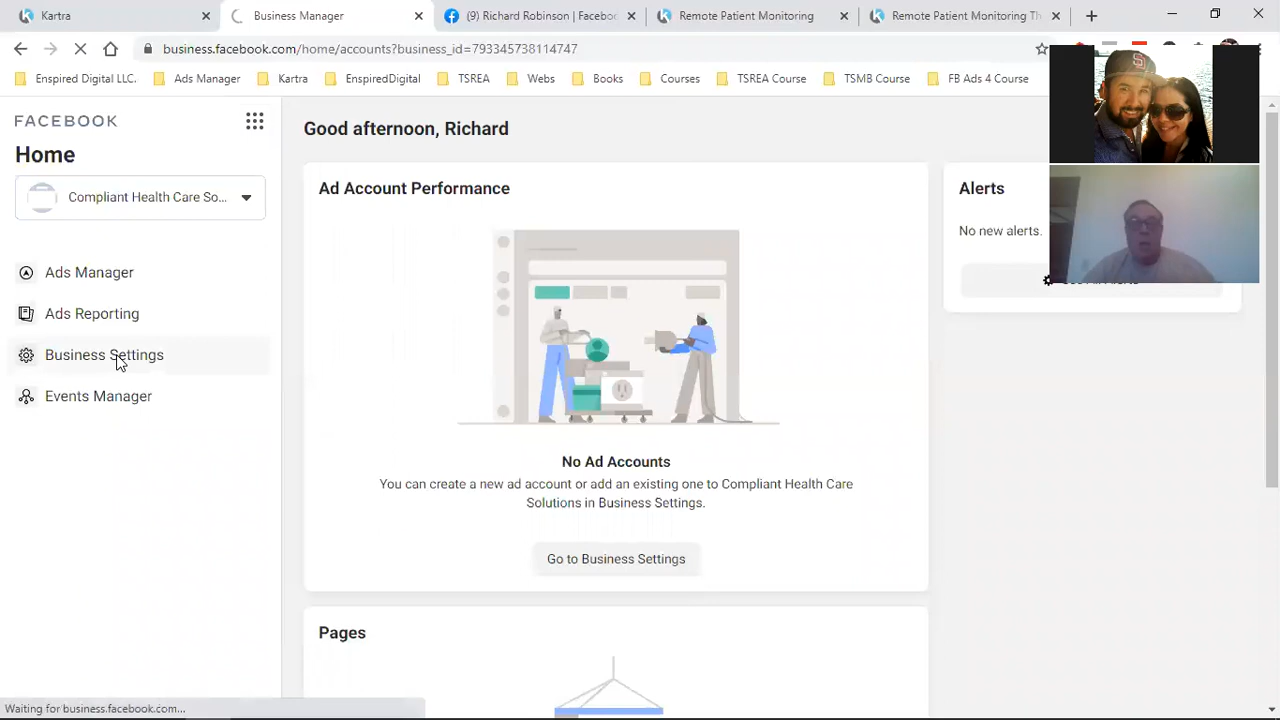 Kartra
Business Manager
(9) Richard Robinson | Facebook
Remote Patient Monitoring
Remote Patient Monitoring Th
business.facebook.com/home/accounts?business_id=793345738114747
Enspired Digital LLC.
Ads Manager
Kartra
EnspiredDigital
TSREA
Webs
Books
Courses
TSREA Course
TSMB Course
FB Ads 4 Course
FACEBOOK
Home
Compliant Health Care So...
Ads Manager
Ads Reporting
Business Settings
Events Manager
Good afternoon, Richard
Ad Account Performance
No Ad Accounts
You can create a new ad account or add an existing one to Compliant Health Care
Solutions in Business Settings.
Go to Business Settings
Pages
Alerts
No new alerts.
Waiting for business.facebook.com...